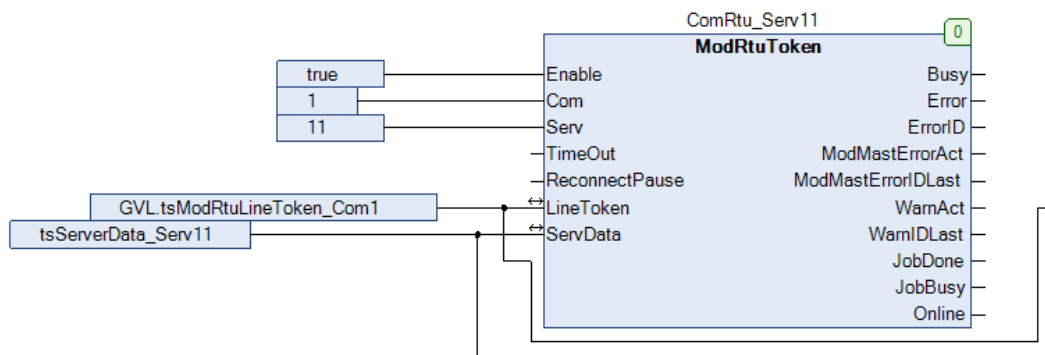 ComRtu_Serv11
0
ModRtuToken
true
Enable
Busy
1
Com
Error
11
Serv
ErrorID
TimeOut
ModMastErrorAct
ReconnectPause
ModMastErrorIDLast
GVL.tsModRtuLineToken_Com1
LineToken
WarnAct
tsServerData_Serv11
ServData
WarnIDLast
JobDone
JobBusy
Online